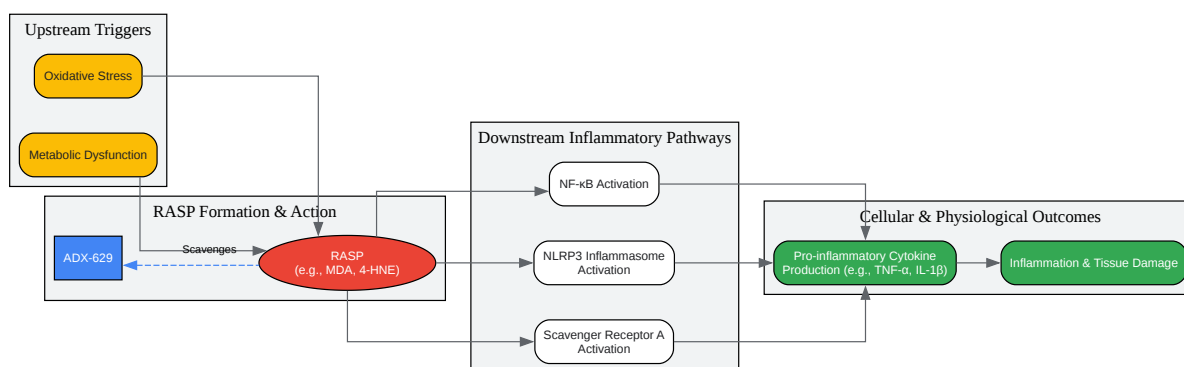 Upstream Triggers
Oxidative Stress
Metabolic Dysfunction
RASP Formation & Action
ADX-629
Scavenges
RASP
(e.g., MDA, 4-HNE)
Downstream Inflammatory Pathways
NF-κB Activation
NLRP3 Inflammasome
Activation
Scavenger Receptor A
Activation
Cellular & Physiological Outcomes
Pro-inflammatory Cytokine
Production (e.g., TNF-α, IL-1β)
Inflammation & Tissue Damage